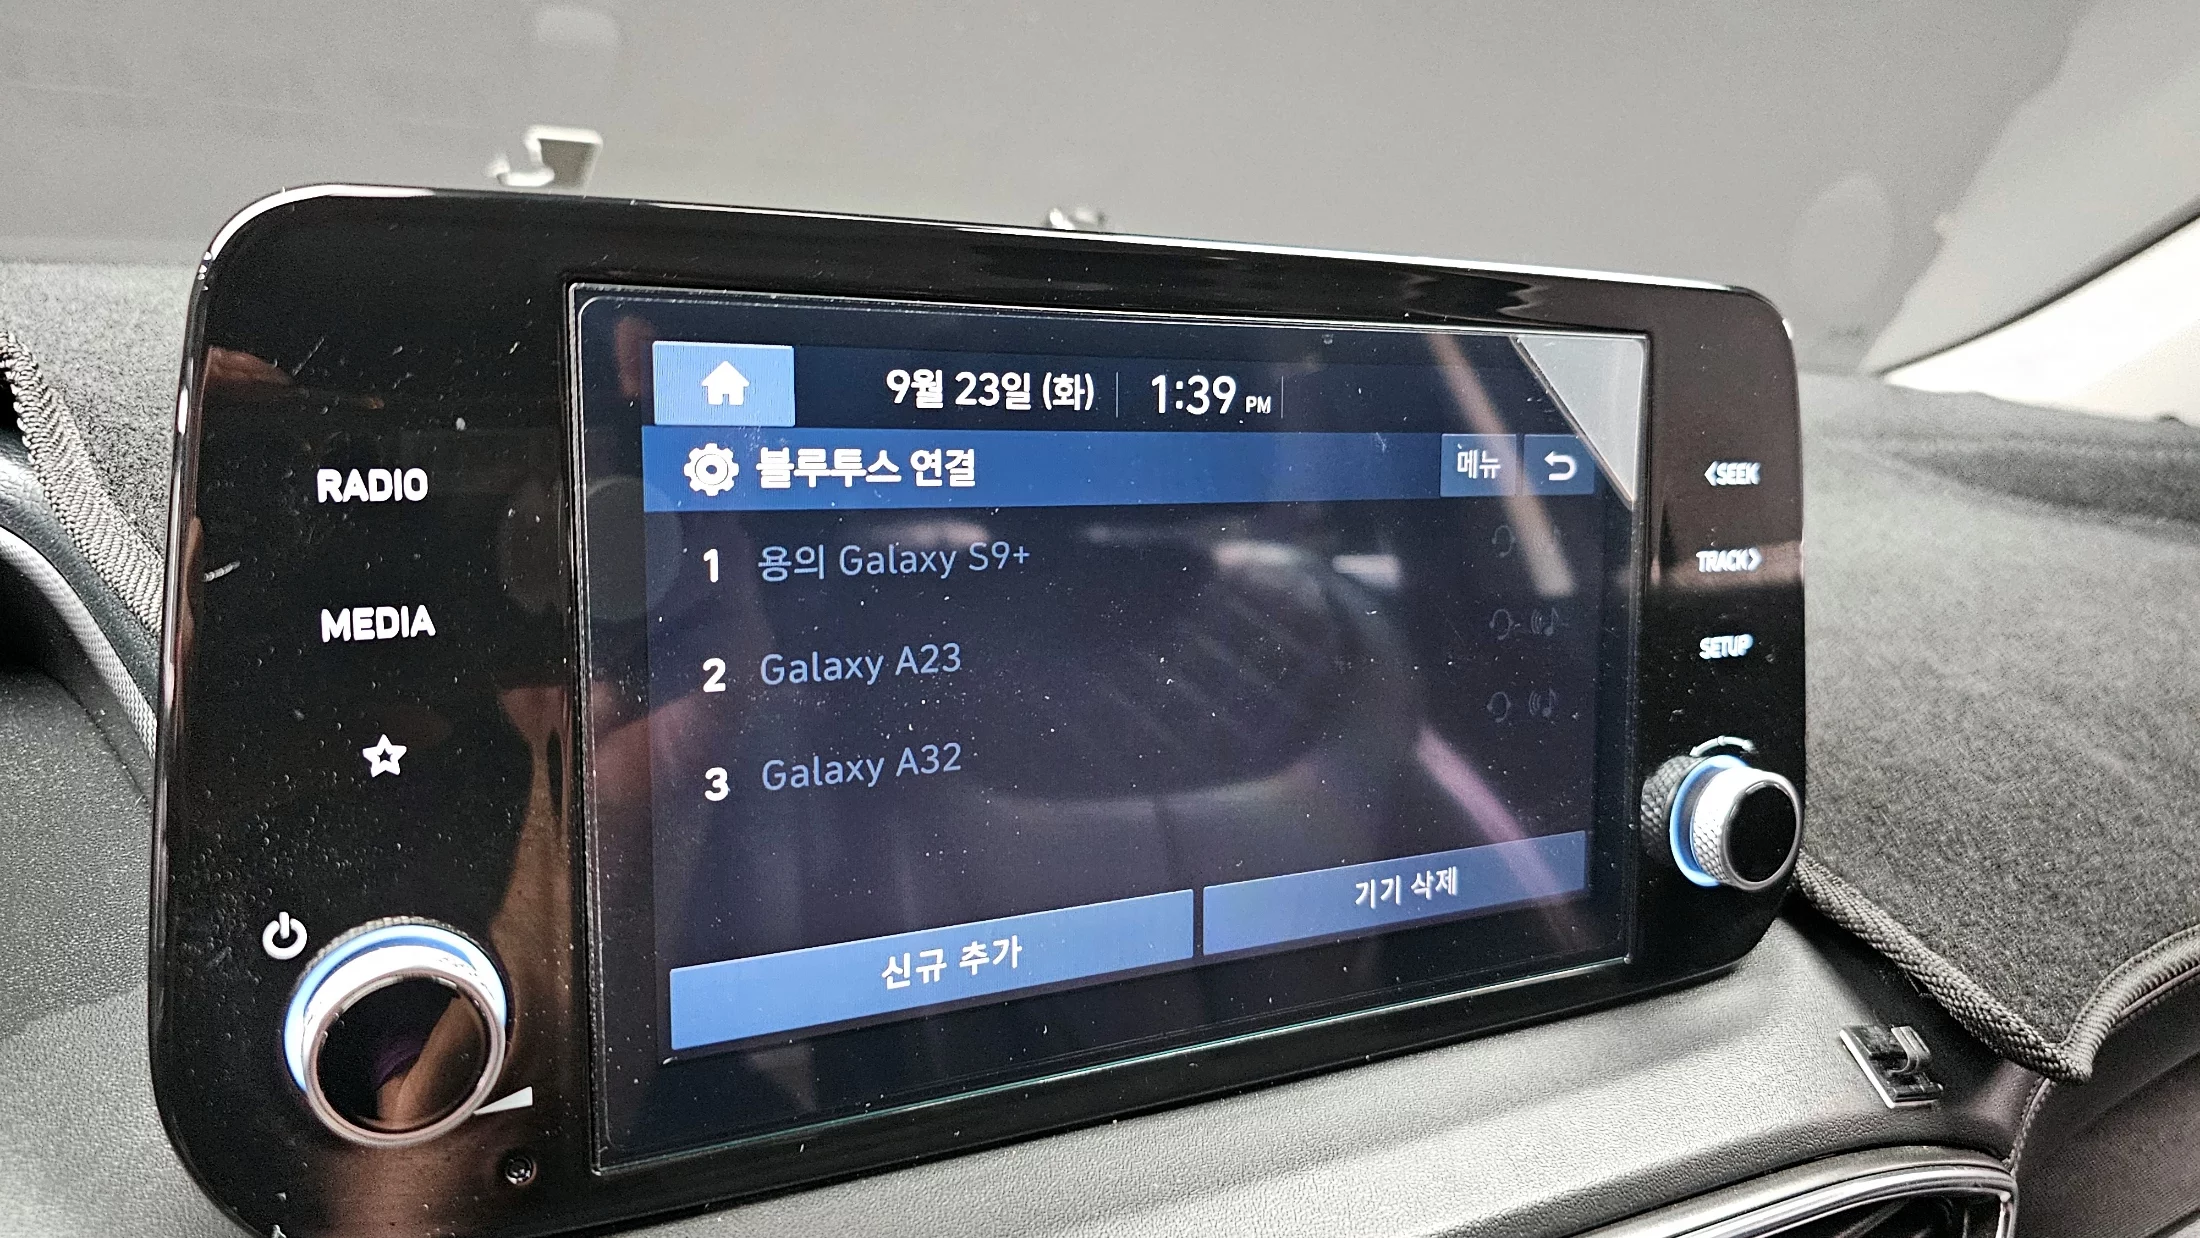 9월 23일 (화) 1:39 PM
블루투스 연결 메뉴
1 용의 Galaxy S9+
2 Galaxy A23
3 Galaxy A32
신규 추가 기기 삭제
RADIO
MEDIA
<SEEK
TRACK>
SETUP